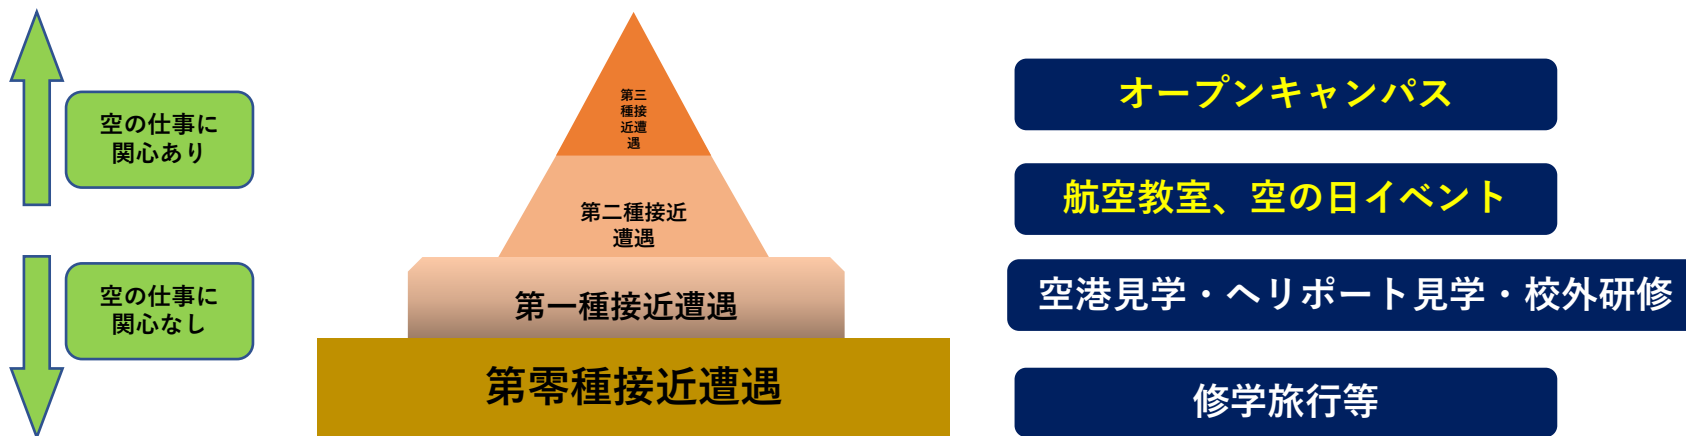 空の仕事に
関心あり
空の仕事に
関心なし
第三
種接
近遭
遇
第二種接近
遭遇
第一種接近遭遇
第零種接近遭遇
オープンキャンパス
航空教室、空の日イベント
空港見学・ヘリポート見学・校外研修
修学旅行等